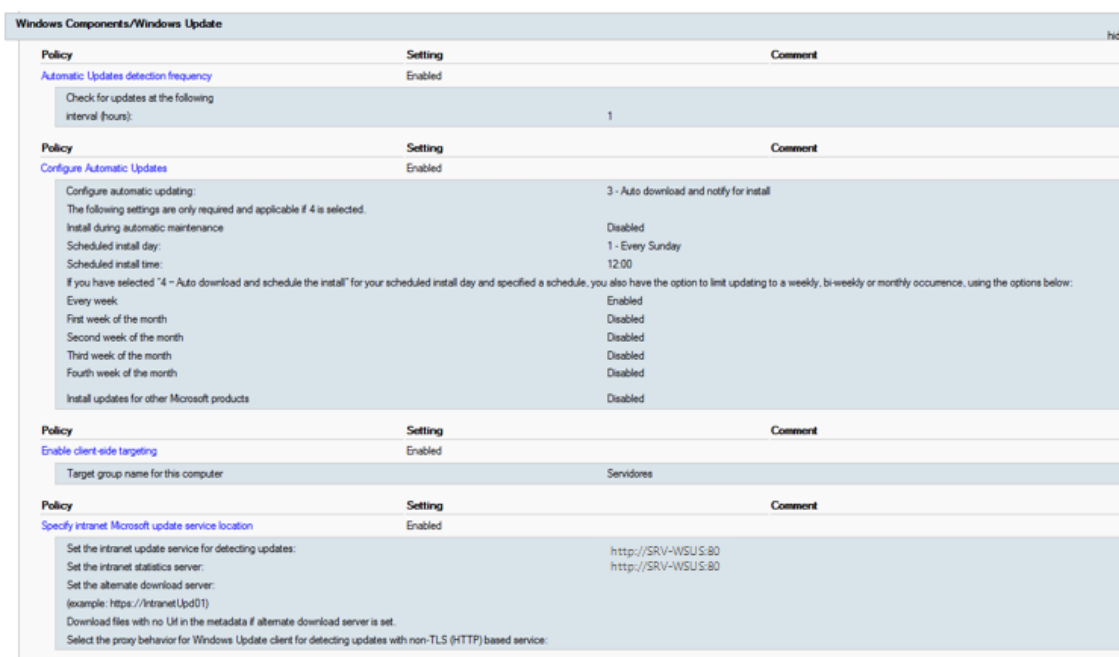 Windows Components/Windows Update
hid
Policy Setting Comment
Automatic Updates detection frequency Enabled
Check for updates at the following
interval (hours): 1
Policy Setting Comment
Configure Automatic Updates Enabled
Configure automatic updating: 3 - Auto download and notify for install
The following settings are only required and applicable if 4 is selected.
Install during automatic maintenance Disabled
Scheduled install day: 1 - Every Sunday
Scheduled install time: 12:00
If you have selected "4 – Auto download and schedule the install" for your scheduled install day and specified a schedule, you also have the option to limit updating to a weekly, bi-weekly or monthly occurrence, using the options below:
Every week Enabled
First week of the month Disabled
Second week of the month Disabled
Third week of the month Disabled
Fourth week of the month Disabled
Install updates for other Microsoft products Disabled
Policy Setting Comment
Enable client-side targeting Enabled
Target group name for this computer Servidores
Policy Setting Comment
Specify intranet Microsoft update service location Enabled
Set the intranet update service for detecting updates: http://SRV-WSUS:80
Set the intranet statistics server: http://SRV-WSUS:80
Set the alternate download server:
(example: https://IntranetUpd01)
Download files with no Url in the metadata if alternate download server is set.
Select the proxy behavior for Windows Update client for detecting updates with non-TLS (HTTP) based service: